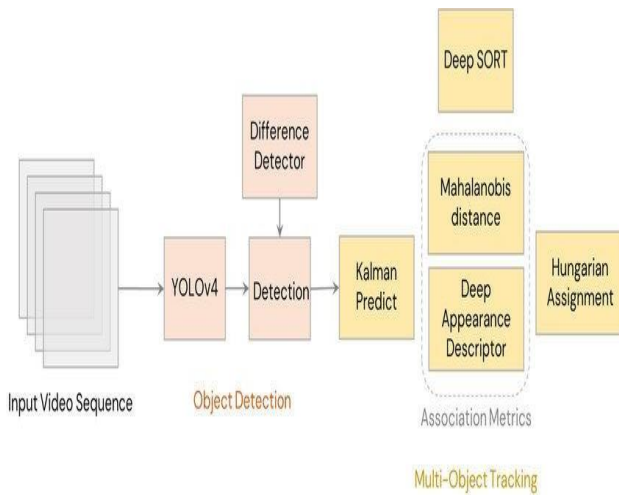 Deep SORT
Difference
Detector
Mahalanobis
distance
YOLOv4
Detection
Kalman
Predict
Deep
Appearance
Descriptor
Hungarian
Assignment
Input Video Sequence
Object Detection
Association Metrics
Multi-Object Tracking